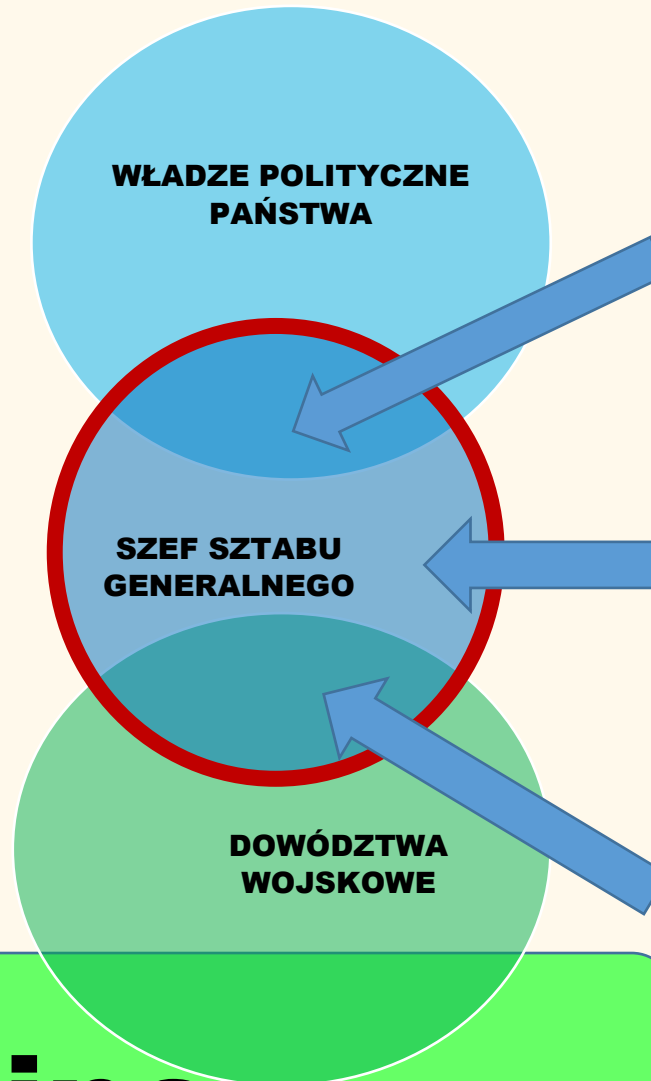 WŁADZE POLITYCZNE
PAŃSTWA
SZEF SZTABU
GENERALNEGO
DOWÓDZTWA
WOJSKOWE